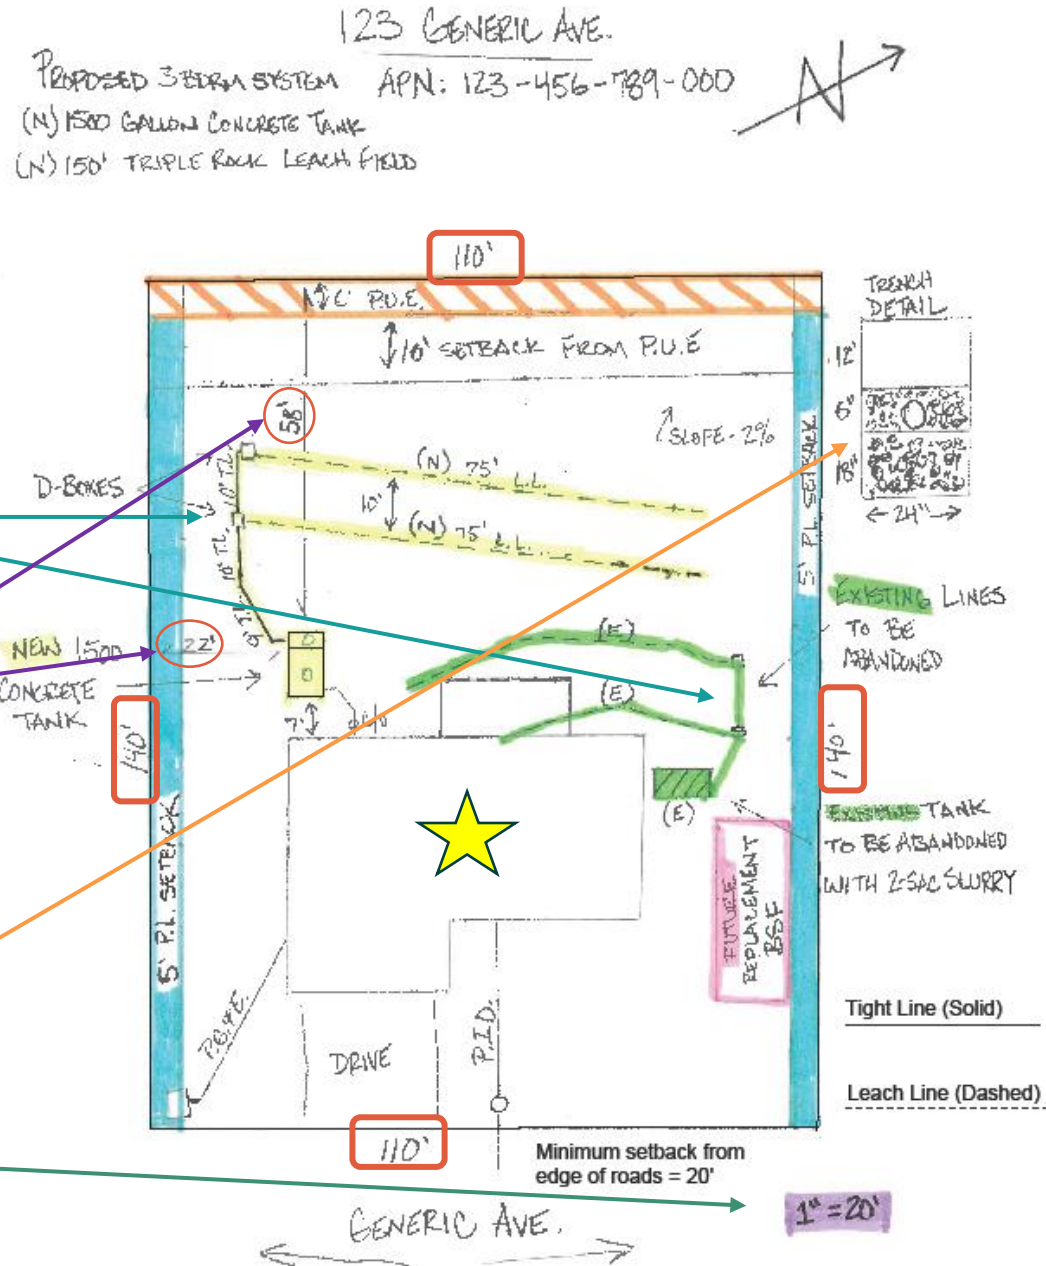 123 GENERIC AVE.
PROPOSED 3 BDRM SYSTEM
APN: 123-456-789-000
N
(N) 1500 GALLON CONCRETE TANK
(N) 150' TRIPLE ROCK LEACH FIELD
110'
P.U.E.
10' SETBACK FROM P.U.E
TRENCH
DETAIL
12"
6"
18"
24"
58'
SLOPE - 2%
D-BOXES
(N) 75' L.L.
10'
(N) 75' L.L.
10' T.L.
10' T.L.
T.L.
5' P.L. SETBACK
EXISTING LINES
TO BE
ABANDONED
NEW 1500
CONCRETE
TANK
22'
7'
(E)
(E)
140'
140'
(E)
EXISTING TANK
TO BE ABANDONED
WITH 2-SAC SLURRY
FUTURE
REPLACEMENT
5' P.L. SETBACK
P.G.&E.
DRIVE
P.I.D.
Tight Line (Solid)
Leach Line (Dashed)
110'
Minimum setback from
edge of roads = 20'
1" = 20'
GENERIC AVE.